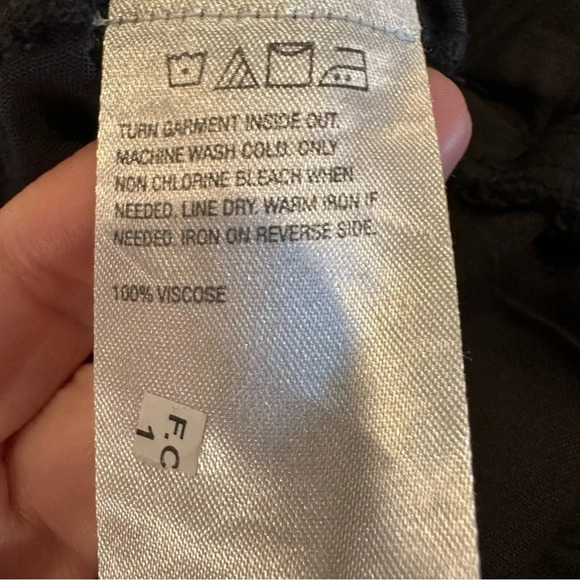 TURN GARMENT INSIDE OUT.
MACHINE WASH COLD. ONLY
NON CHLORINE BLEACH WHEN
NEEDED. LINE DRY. WARM IRON IF
NEEDED. IRON ON REVERSE SIDE.
100% VISCOSE
F.C
1